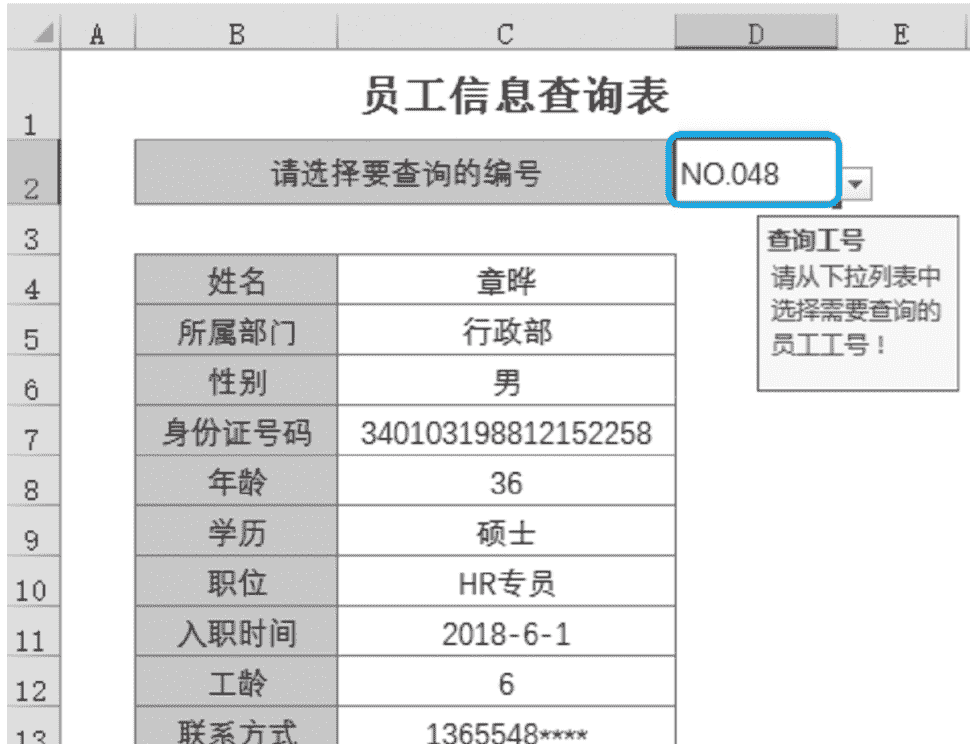 A B C D E
1 员工信息查询表
2 请选择要查询的编号 NO.048
查询工号
请从下拉列表中
选择需要查询的
员工工号！
3
4 姓名 章晔
5 所属部门 行政部
6 性别 男
7 身份证号码 340103198812152258
8 年龄 36
9 学历 硕士
10 职位 HR专员
11 入职时间 2018-6-1
12 工龄 6
13 联系方式 1365548****